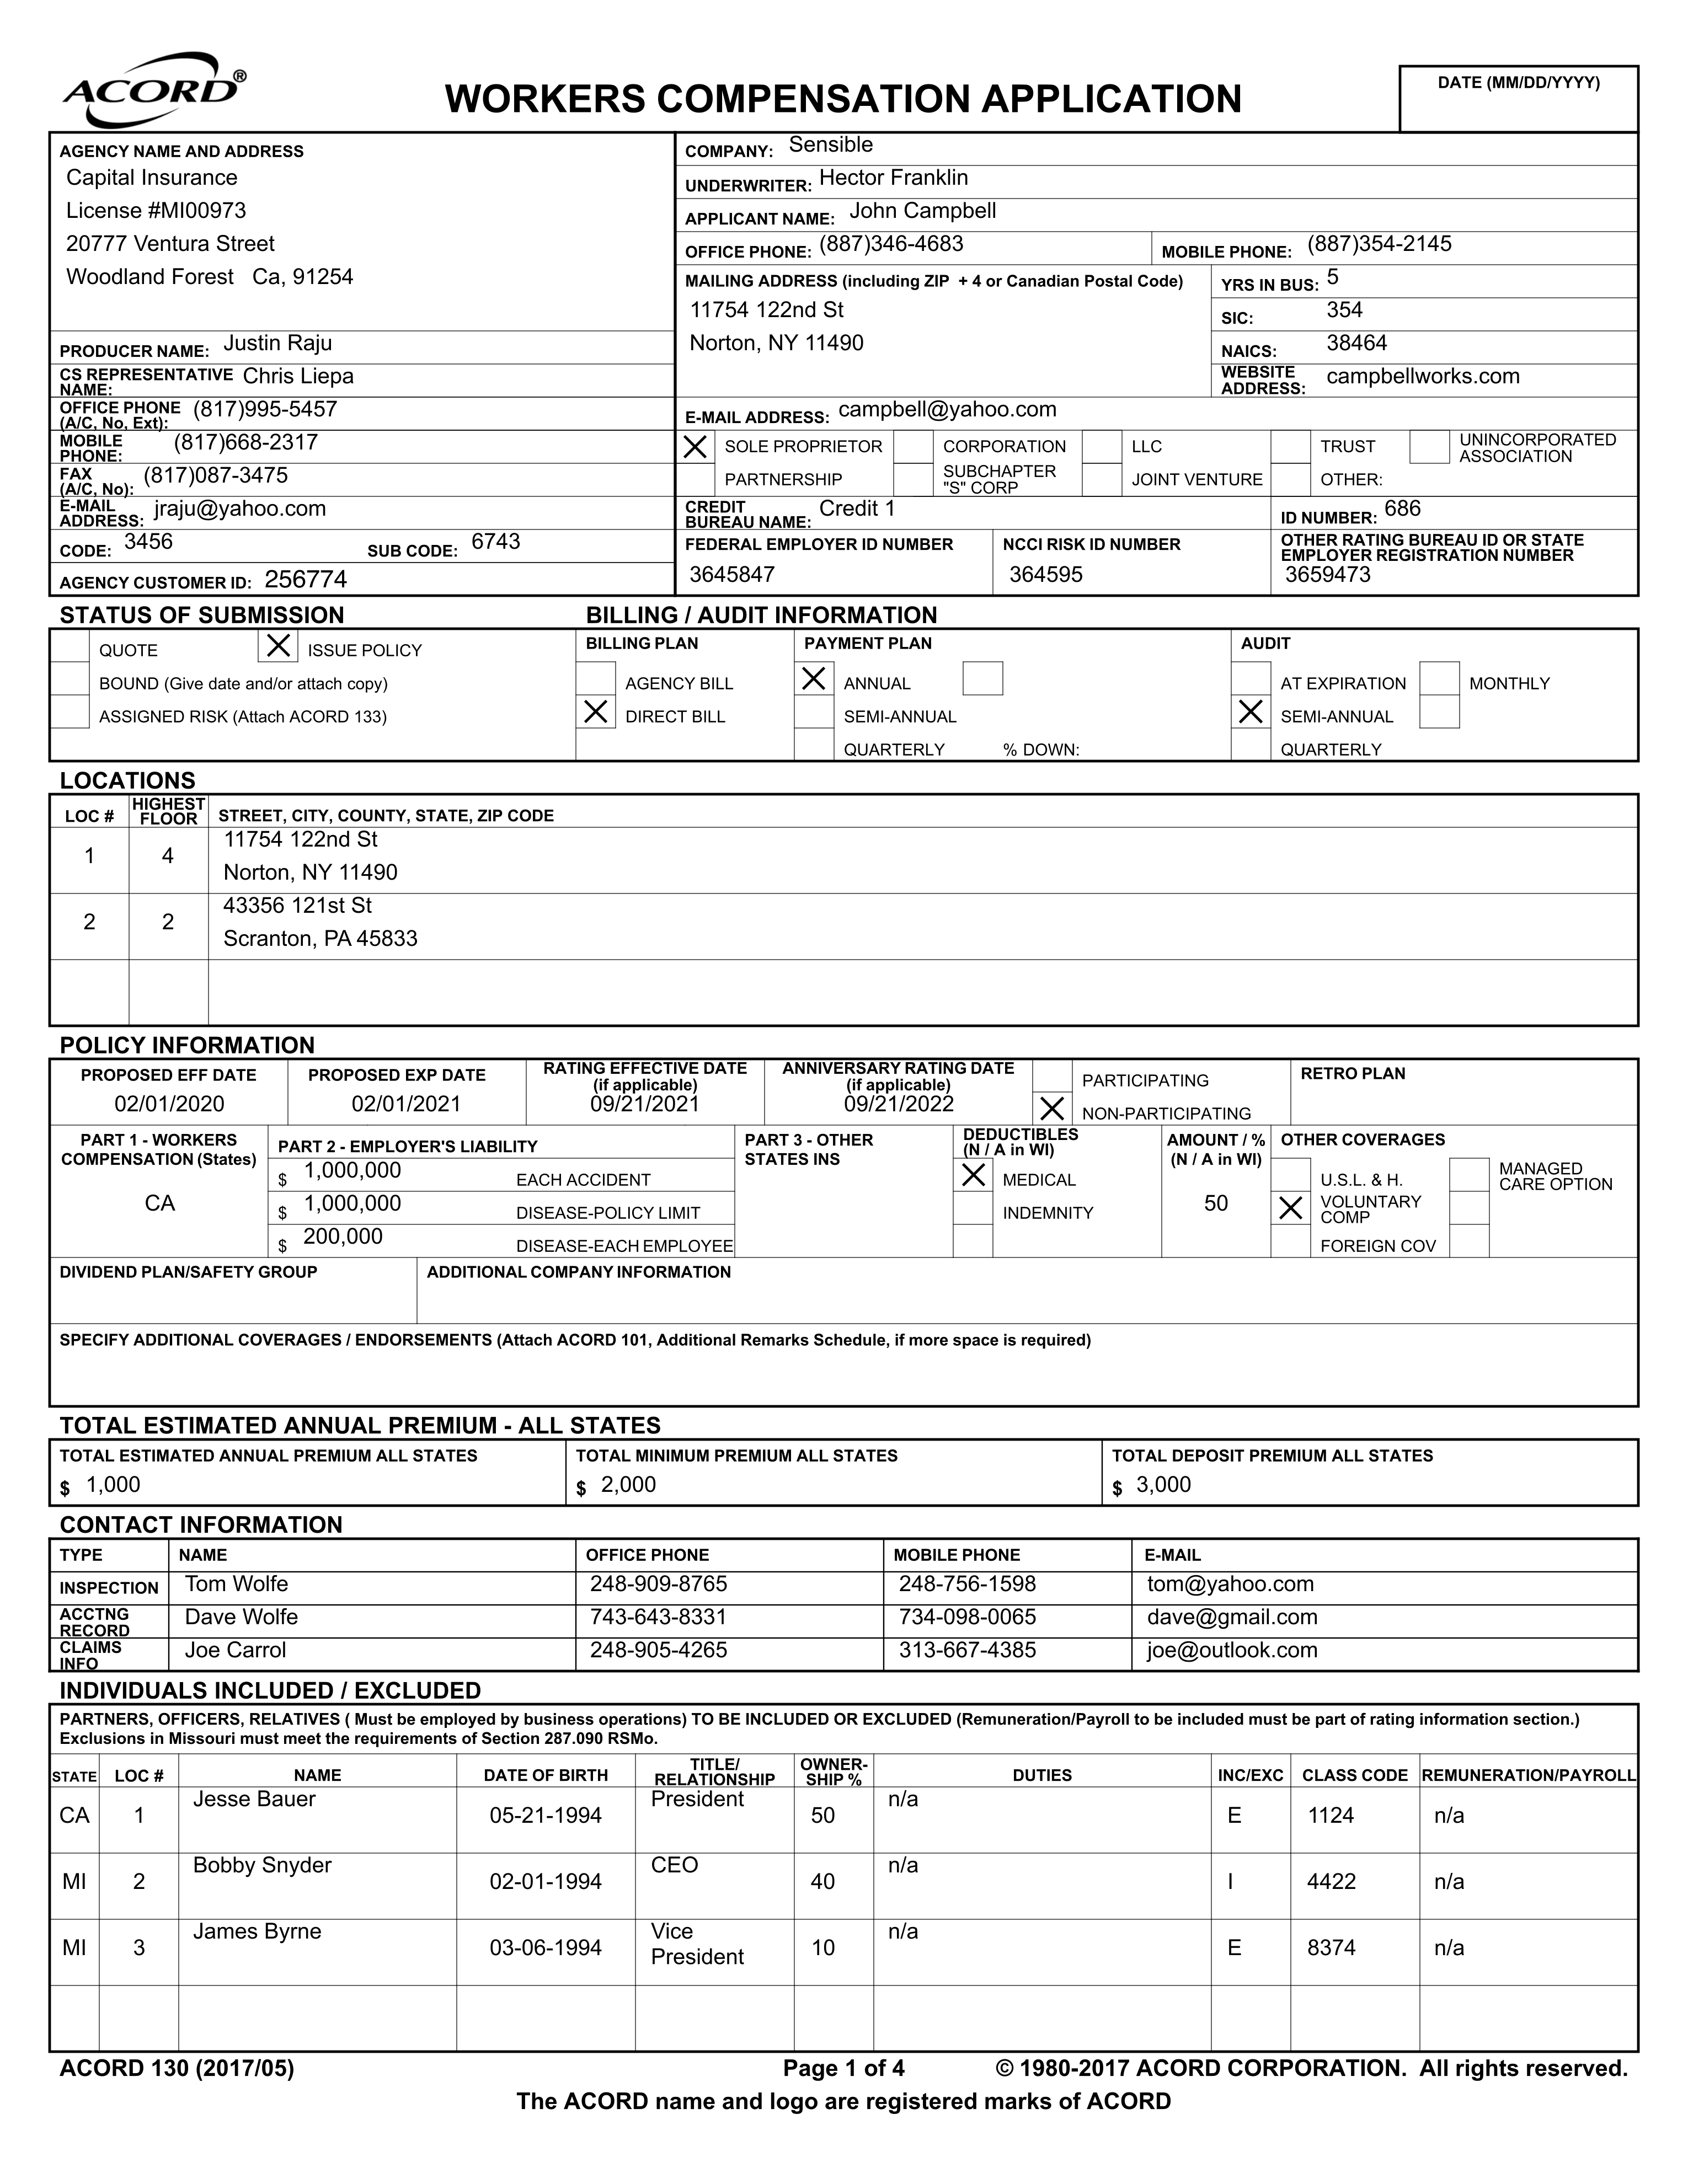 ACORD®
WORKERS COMPENSATION APPLICATION
DATE (MM/DD/YYYY)
AGENCY NAME AND ADDRESS
Capital Insurance
License #MI00973
20777 Ventura Street
Woodland Forest Ca, 91254
PRODUCER NAME: Justin Raju
CS REPRESENTATIVE NAME: Chris Liepa
OFFICE PHONE (A/C, No, Ext): (817)995-5457
MOBILE PHONE: (817)668-2317
FAX (A/C, No): (817)087-3475
E-MAIL ADDRESS: jraju@yahoo.com
CODE: 3456 SUB CODE: 6743
AGENCY CUSTOMER ID: 256774
COMPANY: Sensible
UNDERWRITER: Hector Franklin
APPLICANT NAME: John Campbell
OFFICE PHONE: (887)346-4683 MOBILE PHONE: (887)354-2145
MAILING ADDRESS (including ZIP + 4 or Canadian Postal Code)
11754 122nd St
Norton, NY 11490
YRS IN BUS: 5
SIC: 354
NAICS: 38464
WEBSITE ADDRESS: campbellworks.com
E-MAIL ADDRESS: campbell@yahoo.com
X SOLE PROPRIETOR CORPORATION LLC TRUST UNINCORPORATED ASSOCIATION
PARTNERSHIP SUBCHAPTER "S" CORP JOINT VENTURE OTHER:
CREDIT BUREAU NAME: Credit 1 ID NUMBER: 686
FEDERAL EMPLOYER ID NUMBER NCCI RISK ID NUMBER OTHER RATING BUREAU ID OR STATE EMPLOYER REGISTRATION NUMBER
3645847 364595 3659473
STATUS OF SUBMISSION BILLING / AUDIT INFORMATION
QUOTE X ISSUE POLICY BILLING PLAN PAYMENT PLAN AUDIT
BOUND (Give date and/or attach copy) AGENCY BILL X ANNUAL AT EXPIRATION MONTHLY
ASSIGNED RISK (Attach ACORD 133) X DIRECT BILL SEMI-ANNUAL X SEMI-ANNUAL
QUARTERLY % DOWN: QUARTERLY
LOCATIONS
LOC # HIGHEST FLOOR STREET, CITY, COUNTY, STATE, ZIP CODE
1 4 11754 122nd St
Norton, NY 11490
2 2 43356 121st St
Scranton, PA 45833
POLICY INFORMATION
PROPOSED EFF DATE PROPOSED EXP DATE RATING EFFECTIVE DATE (if applicable) ANNIVERSARY RATING DATE (if applicable) PARTICIPATING RETRO PLAN
02/01/2020 02/01/2021 09/21/2021 09/21/2022 X NON-PARTICIPATING
PART 1 - WORKERS COMPENSATION (States)
CA
PART 2 - EMPLOYER'S LIABILITY
$ 1,000,000 EACH ACCIDENT
$ 1,000,000 DISEASE-POLICY LIMIT
$ 200,000 DISEASE-EACH EMPLOYEE
PART 3 - OTHER STATES INS
DEDUCTIBLES (N / A in WI)
X MEDICAL
INDEMNITY
AMOUNT / % (N / A in WI)
50
OTHER COVERAGES
U.S.L. & H. MANAGED CARE OPTION
X VOLUNTARY COMP
FOREIGN COV
DIVIDEND PLAN/SAFETY GROUP ADDITIONAL COMPANY INFORMATION
SPECIFY ADDITIONAL COVERAGES / ENDORSEMENTS (Attach ACORD 101, Additional Remarks Schedule, if more space is required)
TOTAL ESTIMATED ANNUAL PREMIUM - ALL STATES
TOTAL ESTIMATED ANNUAL PREMIUM ALL STATES TOTAL MINIMUM PREMIUM ALL STATES TOTAL DEPOSIT PREMIUM ALL STATES
$ 1,000 $ 2,000 $ 3,000
CONTACT INFORMATION
TYPE NAME OFFICE PHONE MOBILE PHONE E-MAIL
INSPECTION Tom Wolfe 248-909-8765 248-756-1598 tom@yahoo.com
ACCTNG RECORD Dave Wolfe 743-643-8331 734-098-0065 dave@gmail.com
CLAIMS INFO Joe Carrol 248-905-4265 313-667-4385 joe@outlook.com
INDIVIDUALS INCLUDED / EXCLUDED
PARTNERS, OFFICERS, RELATIVES ( Must be employed by business operations) TO BE INCLUDED OR EXCLUDED (Remuneration/Payroll to be included must be part of rating information section.)
Exclusions in Missouri must meet the requirements of Section 287.090 RSMo.
STATE LOC # NAME DATE OF BIRTH TITLE/ RELATIONSHIP OWNER-SHIP % DUTIES INC/EXC CLASS CODE REMUNERATION/PAYROLL
CA 1 Jesse Bauer 05-21-1994 President 50 n/a E 1124 n/a
MI 2 Bobby Snyder 02-01-1994 CEO 40 n/a I 4422 n/a
MI 3 James Byrne 03-06-1994 Vice President 10 n/a E 8374 n/a
ACORD 130 (2017/05) Page 1 of 4 © 1980-2017 ACORD CORPORATION. All rights reserved.
The ACORD name and logo are registered marks of ACORD